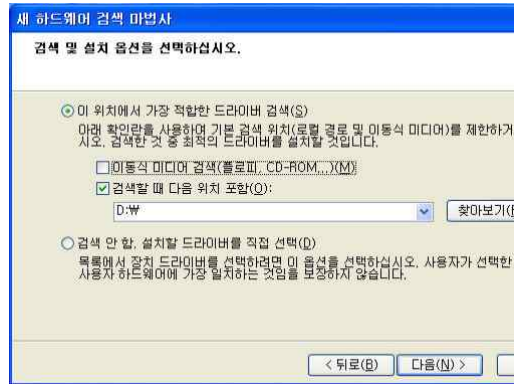 새 하드웨어 검색 마법사
검색 및 설치 옵션을 선택하십시오.
이 위치에서 가장 적합한 드라이버 검색(S)
아래 확인란을 사용하여 기본 검색 위치(로컬 경로 및 이동식 미디어)를 제한하거
시오. 검색한 것 중 최적의 드라이버를 설치할 것입니다.
이동식 미디어 검색(플로피, CD-ROM...)(M)
검색할 때 다음 위치 포함(O):
D:₩
찾아보기(
검색 안 함. 설치할 드라이버를 직접 선택(D)
목록에서 장치 드라이버를 선택하려면 이 옵션을 선택하십시오. 사용자가 선택한
사용자 하드웨어에 가장 일치하는 것임을 보장하지 않습니다.
< 뒤로(B) 다음(N) >